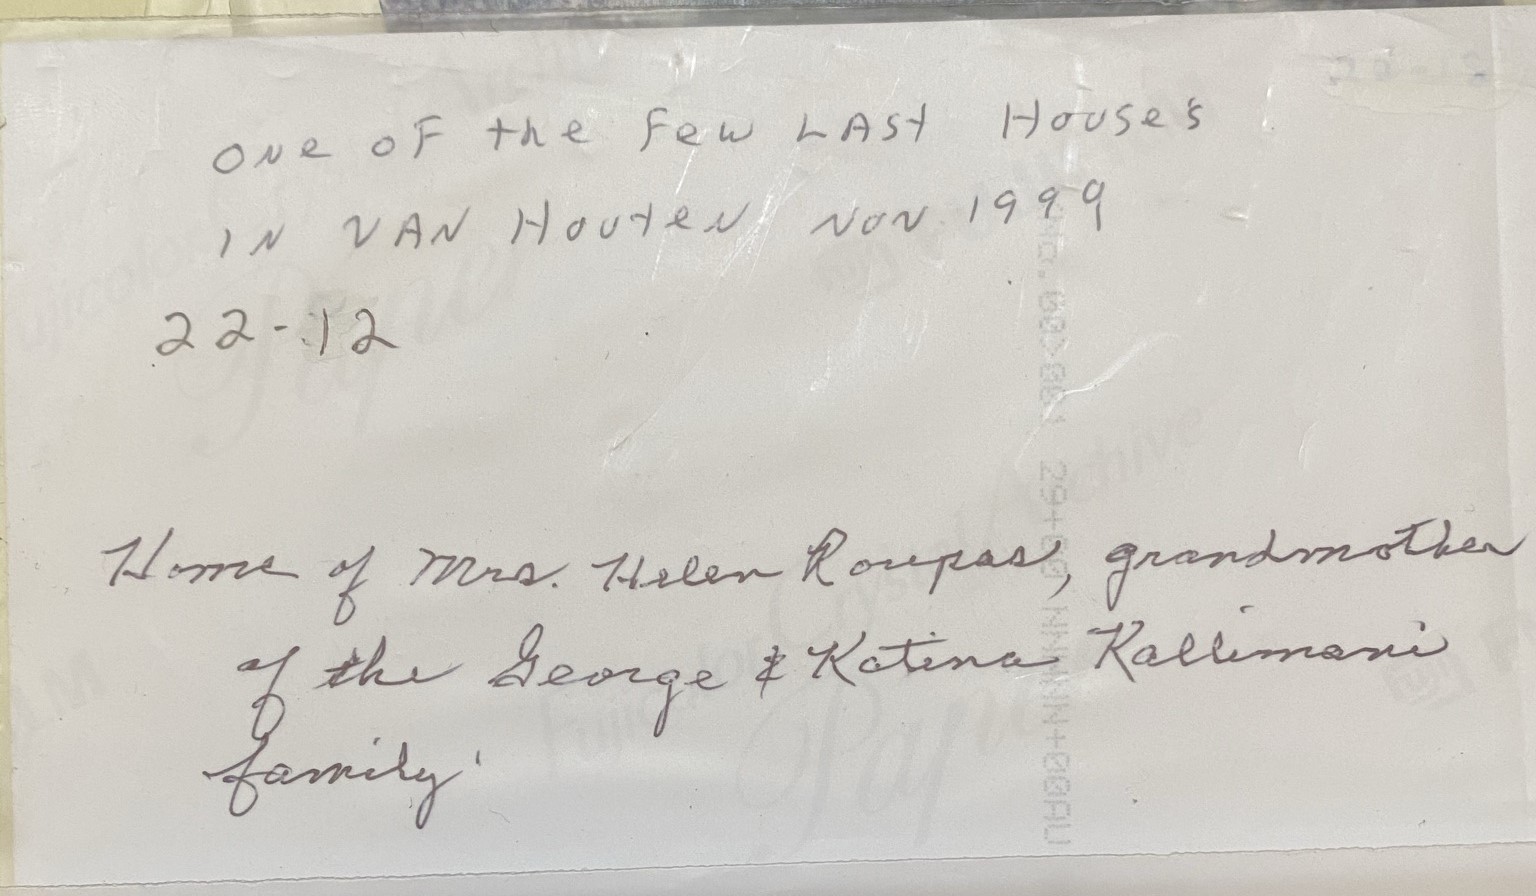 ONE OF the Few LAST House's
IN VAN Houten NOV. 1999
22-12
Home of Mrs. Helen Roupas, grandmother
of the George & Katina Kallimani
family.